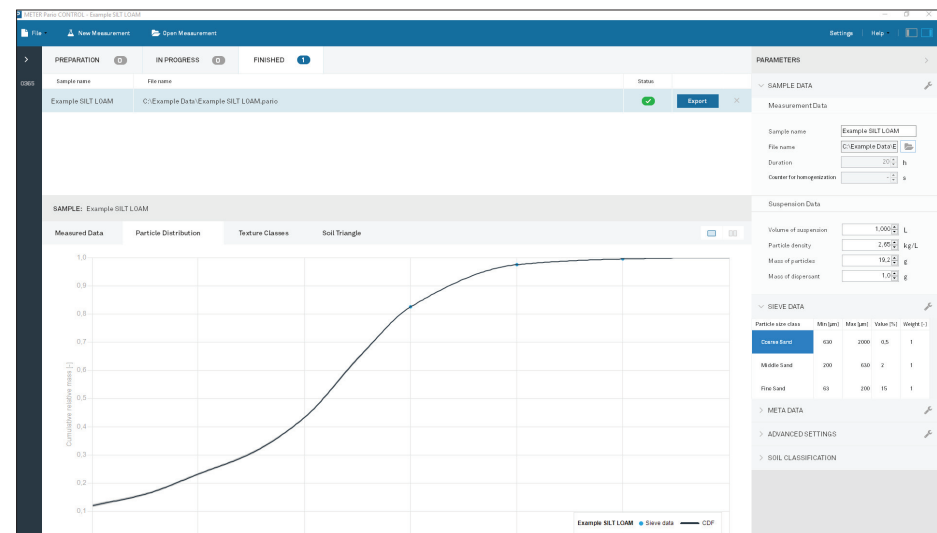 METER Pario CONTROL - Example SILT LOAM
File
New Measurement
Open Measurement
Settings
Help
0365
PREPARATION 0
IN PROGRESS 0
FINISHED 1
Sample name
File name
Status
Example SILT LOAM
C:\Example Data\Example SILT LOAM.pario
Export
SAMPLE: Example SILT LOAM
Measured Data
Particle Distribution
Texture Classes
Soil Triangle
1,0
0,9
0,8
0,7
0,6
0,5
0,4
0,3
0,2
0,1
Cumulative relative mass [-]
Example SILT LOAM
Sieve data
CDF
PARAMETERS
SAMPLE DATA
Measurement Data
Sample name Example SILT LOAM
File name C:\Example Data\E
Duration 20 h
Counter for homogenization - s
Suspension Data
Volume of suspension 1,000 L
Particle density 2,65 kg/L
Mass of particles 19,2 g
Mass of dispersant 1,0 g
SIEVE DATA
Particle size class Min [µm] Max [µm] Value [%] Weight [-]
Coarse Sand 630 2000 0,5 1
Middle Sand 200 630 2 1
Fine Sand 63 200 15 1
META DATA
ADVANCED SETTINGS
SOIL CLASSIFICATION